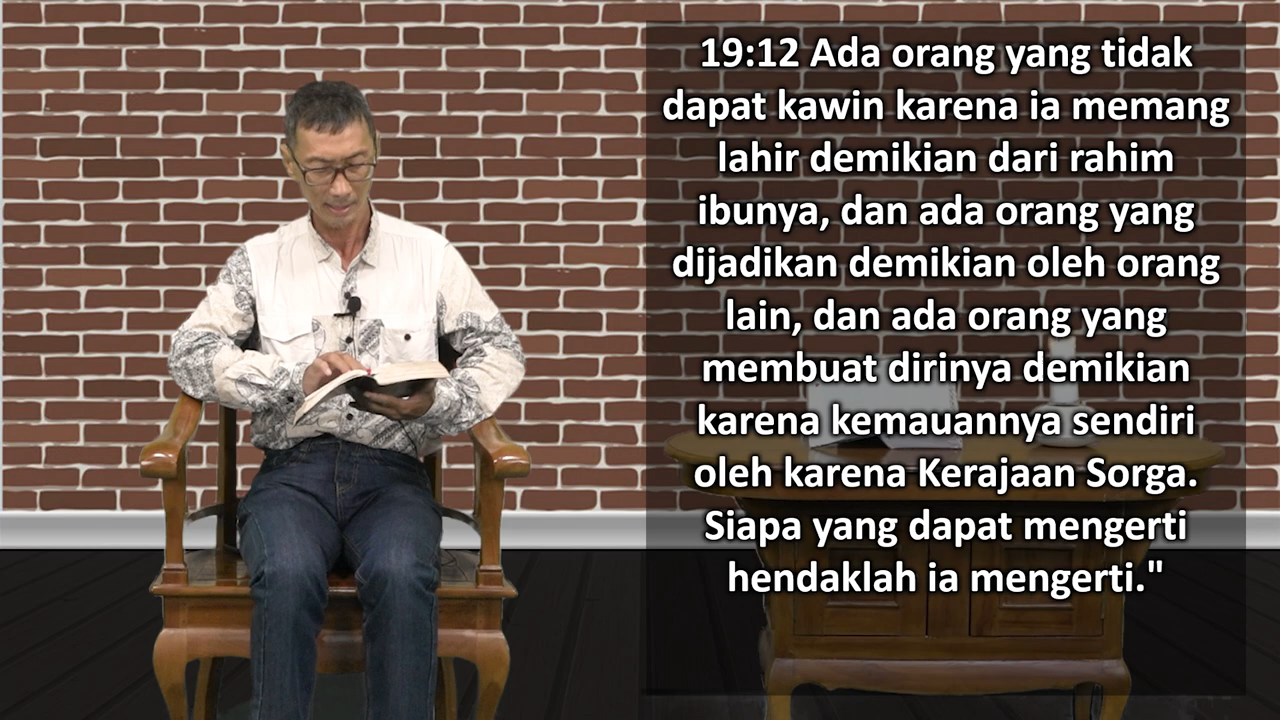 19:12 Ada orang yang tidak
dapat kawin karena ia memang
lahir demikian dari rahim
ibunya, dan ada orang yang
dijadikan demikian oleh orang
lain, dan ada orang yang
membuat dirinya demikian
karena kemauannya sendiri
oleh karena Kerajaan Sorga.
Siapa yang dapat mengerti
hendaklah ia mengerti."